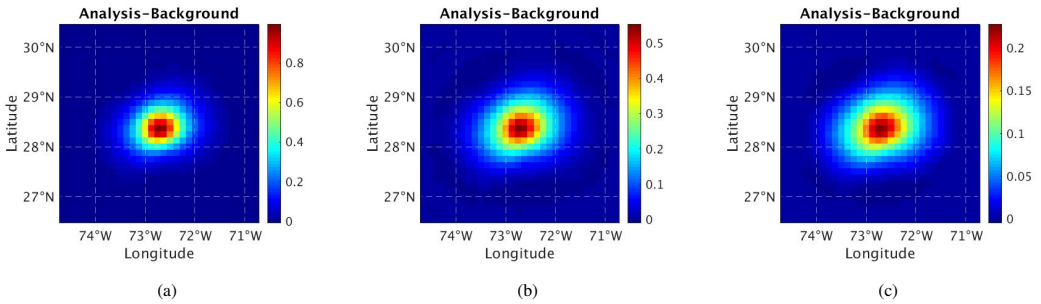 Analysis-Background
30°N
29°N
28°N
27°N
Latitude
74°W 73°W 72°W 71°W
Longitude
0.8
0.6
0.4
0.2
0
(a)
Analysis-Background
30°N
29°N
28°N
27°N
Latitude
74°W 73°W 72°W 71°W
Longitude
0.5
0.4
0.3
0.2
0.1
0
(b)
Analysis-Background
30°N
29°N
28°N
27°N
Latitude
74°W 73°W 72°W 71°W
Longitude
0.2
0.15
0.1
0.05
0
(c)